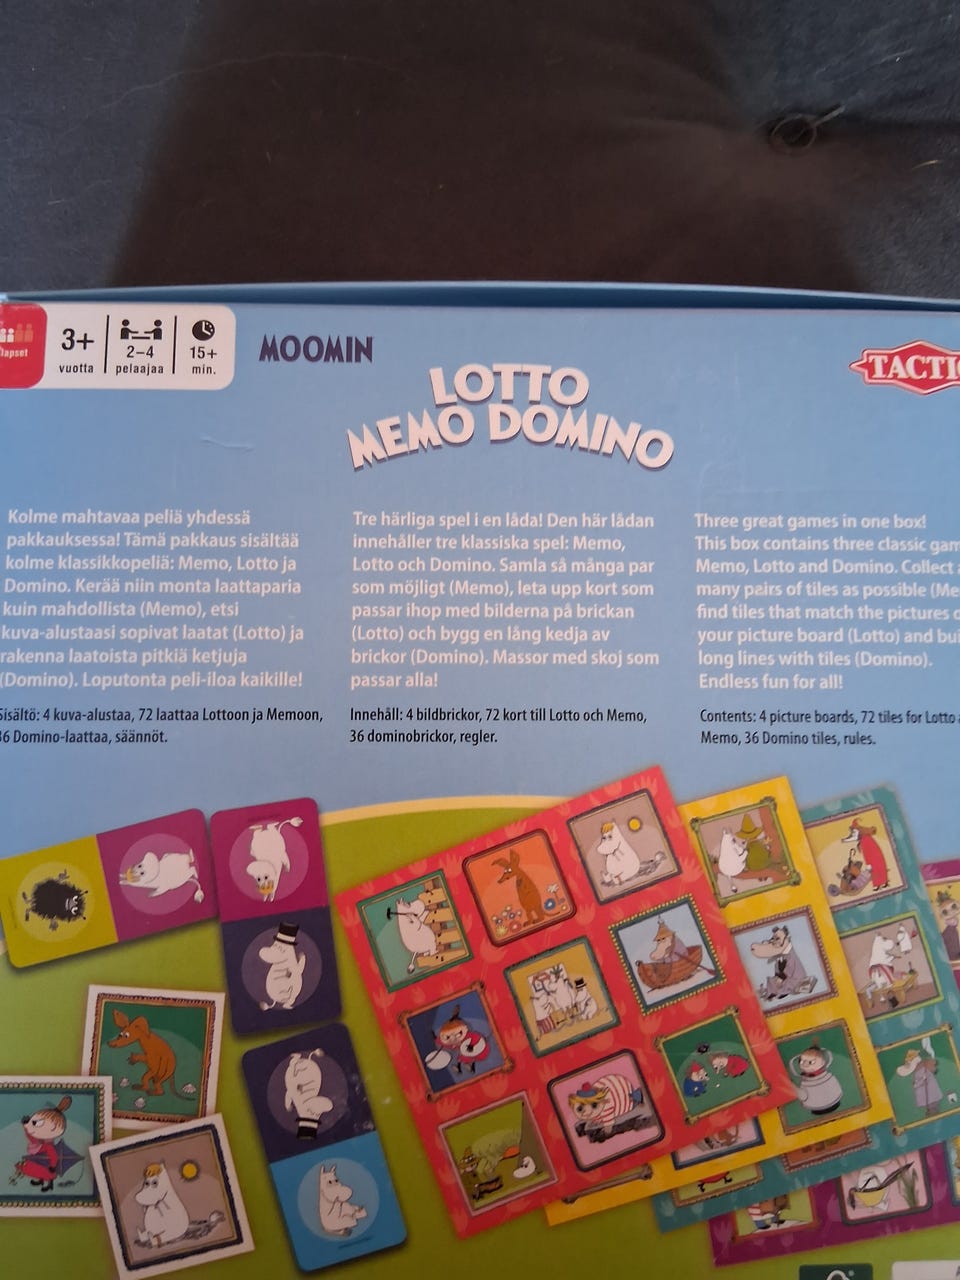 3+
vuotta
2–4
pelaajaa
15+
min.
MOOMIN
LOTTO
MEMO DOMINO
Kolme mahtavaa peliä yhdessä
pakkauksessa! Tämä pakkaus sisältää
kolme klassikkopeliä: Memo, Lotto ja
Domino. Kerää niin monta laattaparia
kuin mahdollista (Memo), etsi
kuva-alustaasi sopivat laatat (Lotto) ja
rakenna laatoista pitkiä ketjuja
(Domino). Loputonta peli-iloa kaikille!
Sisältö: 4 kuva-alustaa, 72 laattaa Lottoon ja Memoon,
36 Domino-laattaa, säännöt.
Tre härliga spel i en låda! Den här lådan
innehåller tre klassiska spel: Memo,
Lotto och Domino. Samla så många par
som möjligt (Memo), leta upp kort som
passar ihop med bilderna på brickan
(Lotto) och bygg en lång kedja av
brickor (Domino). Massor med skoj som
passar alla!
Innehåll: 4 bildbrickor, 72 kort till Lotto och Memo,
36 dominobrickor, regler.
Three great games in one box!
This box contains three classic
Memo, Lotto and Domino. Collect
many pairs of tiles as possible
find tiles that match the pictures
your picture board (Lotto) and
long lines with tiles (Domino).
Endless fun for all!
Contents: 4 picture boards, 72 tiles for Lotto
Memo, 36 Domino tiles, rules.